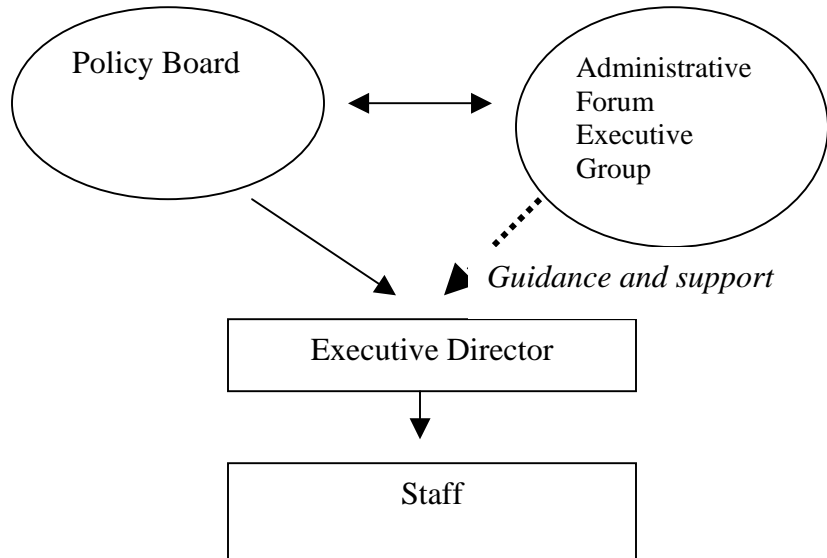 Policy Board
Administrative
Forum
Executive
Group
Guidance and support
Executive Director
Staff